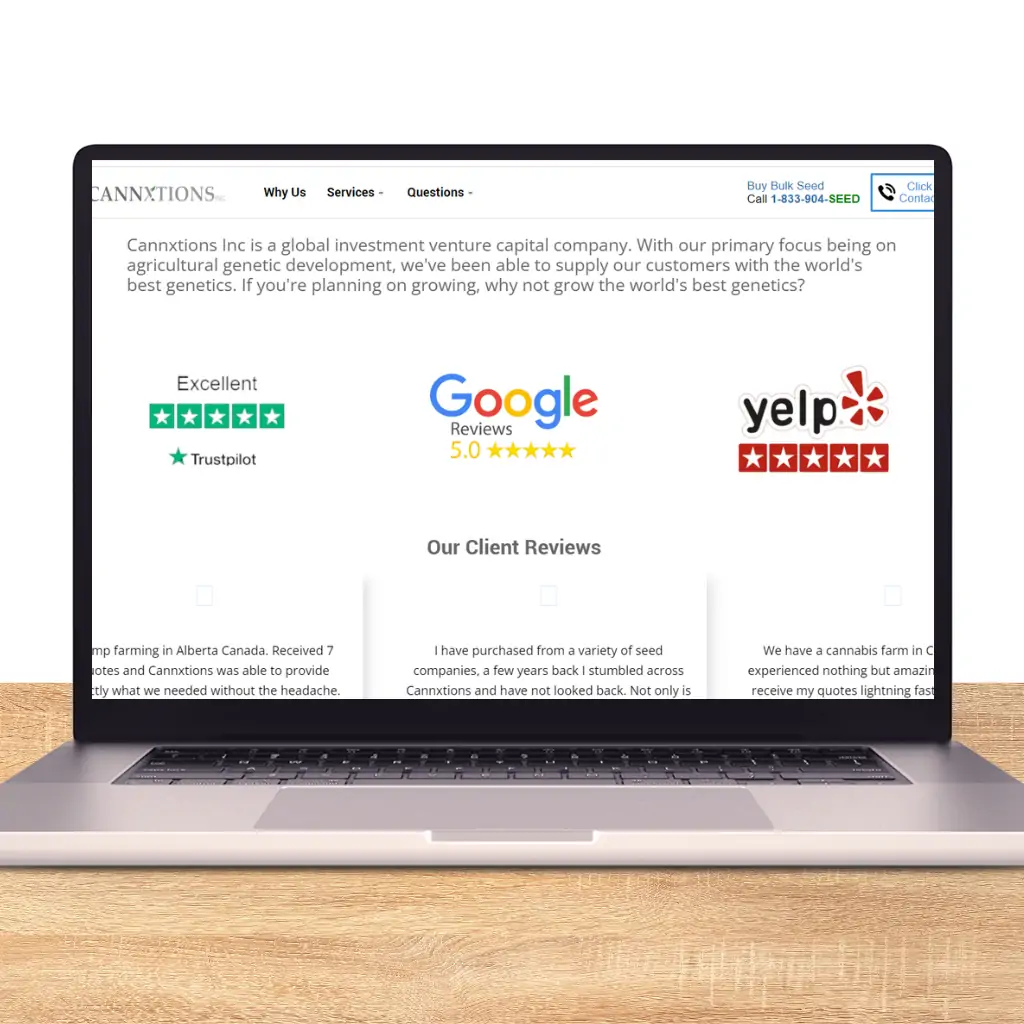 CANNXTIONS INC
Why Us
Services
Questions
Buy Bulk Seed
Call 1-833-904-SEED
Click
Contac
Cannxtions Inc is a global investment venture capital company. With our primary focus being on
agricultural genetic development, we've been able to supply our customers with the world's
best genetics. If you're planning on growing, why not grow the world's best genetics?
Excellent
Trustpilot
Google
Reviews
5.0
yelp
Our Client Reviews
mp farming in Alberta Canada. Received 7
uotes and Cannxtions was able to provide
ctly what we needed without the headache.
I have purchased from a variety of seed
companies, a few years back I stumbled across
Cannxtions and have not looked back. Not only is
We have a cannabis farm in C
experienced nothing but amazin
receive my quotes lightning fast